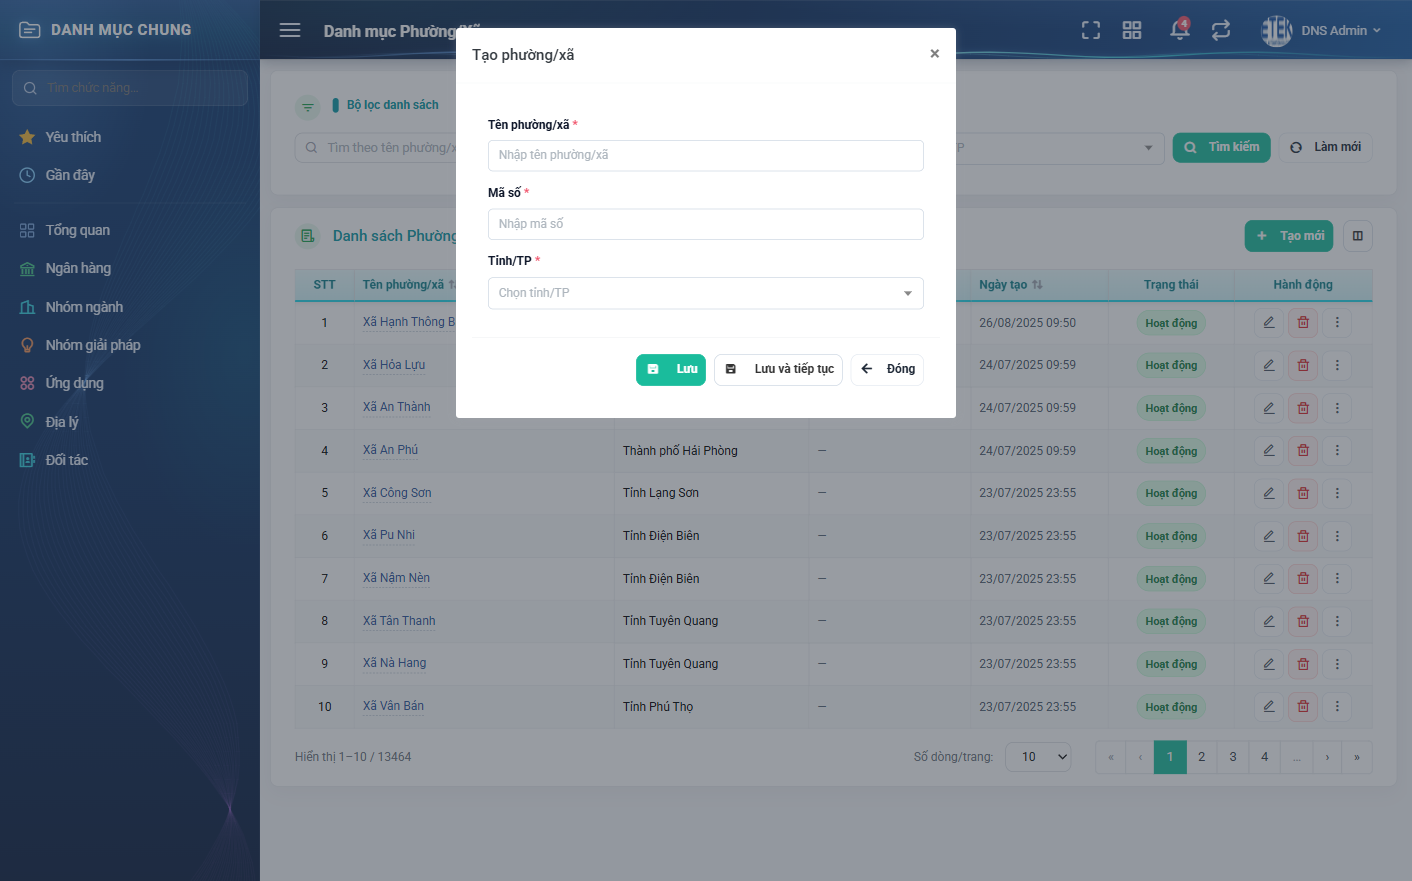 DANH MỤC CHUNG
Tìm chức năng...
Yêu thích
Gần đây
Tổng quan
Ngân hàng
Nhóm ngành
Nhóm giải pháp
Ứng dụng
Địa lý
Đối tác
Danh mục Phường/Xã
4
DNS Admin
Bộ lọc danh sách
Tìm theo tên phường/x
Tìm kiếm
Làm mới
Danh sách Phường
Tạo mới
STT Tên phường/xã Ngày tạo Trạng thái Hành động
1 Xã Hạnh Thông B 26/08/2025 09:50 Hoạt động
2 Xã Hỏa Lựu 24/07/2025 09:59 Hoạt động
3 Xã An Thành 24/07/2025 09:59 Hoạt động
4 Xã An Phú Thành phố Hải Phòng — 24/07/2025 09:59 Hoạt động
5 Xã Công Sơn Tỉnh Lạng Sơn — 23/07/2025 23:55 Hoạt động
6 Xã Pu Nhi Tỉnh Điện Biên — 23/07/2025 23:55 Hoạt động
7 Xã Nậm Nèn Tỉnh Điện Biên — 23/07/2025 23:55 Hoạt động
8 Xã Tân Thanh Tỉnh Tuyên Quang — 23/07/2025 23:55 Hoạt động
9 Xã Nà Hang Tỉnh Tuyên Quang — 23/07/2025 23:55 Hoạt động
10 Xã Vân Bán Tỉnh Phú Thọ — 23/07/2025 23:55 Hoạt động
Hiển thị 1–10 / 13464
Số dòng/trang: 10
« ‹ 1 2 3 4 ... › »
Tạo phường/xã
×
Tên phường/xã *
Nhập tên phường/xã
Mã số *
Nhập mã số
Tỉnh/TP *
Chọn tỉnh/TP
Lưu
Lưu và tiếp tục
Đóng